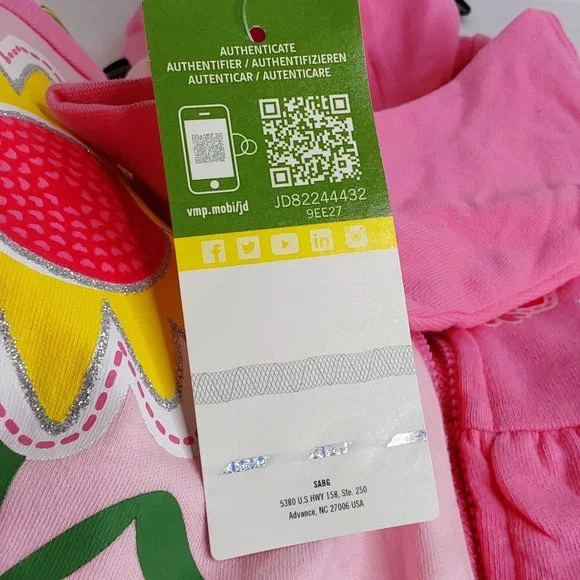 AUTHENTICATE
AUTHENTIFIER / AUTHENTIFIZIEREN
AUTENTICAR / AUTENTICARE
vmp.mobi/jd
JD82244432
9EE27
SABG
5380 U.S HWY 158, Ste. 250
Advance, NC 27006 USA